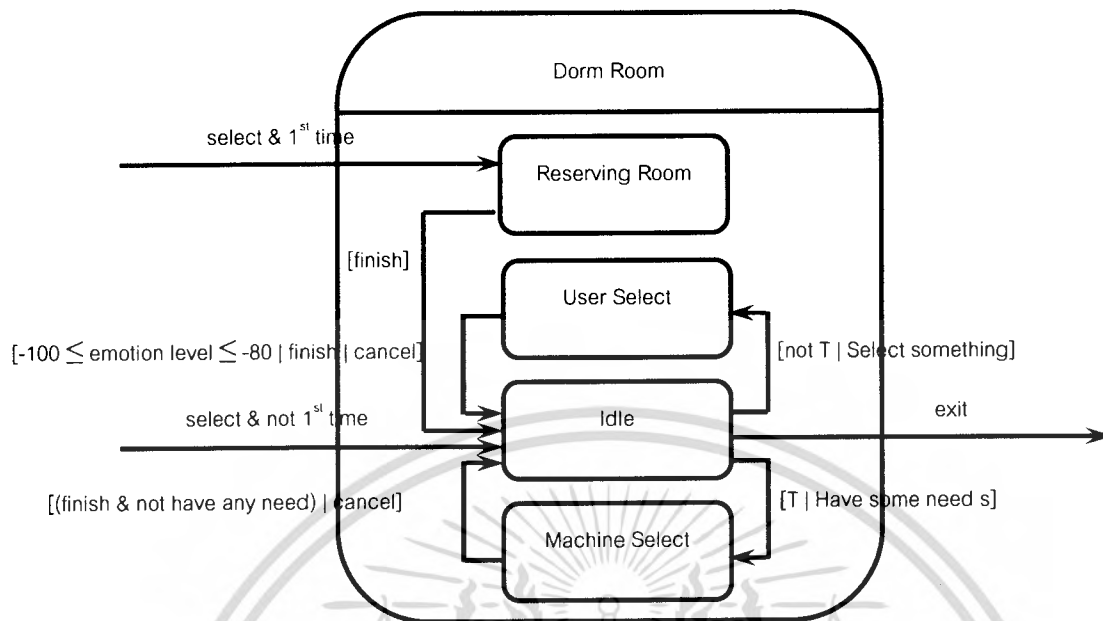 Dorm Room
select & 1st time
Reserving Room
[finish]
User Select
[-100 ≤ emotion level ≤ -80 | finish | cancel]
[not T | Select something]
select & not 1st time
Idle
exit
[(finish & not have any need) | cancel]
[T | Have some need s]
Machine Select